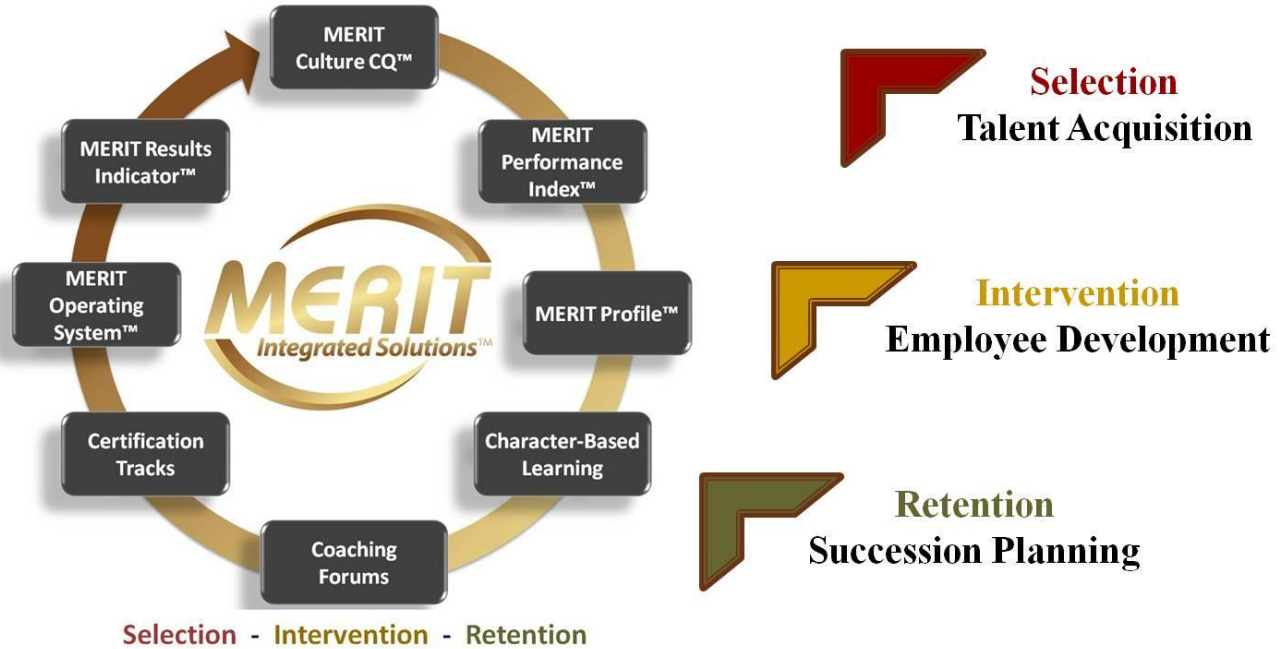 MERIT
Culture CQ™
MERIT
Performance
Index™
MERIT Profile™
Character-Based
Learning
Coaching
Forums
Certification
Tracks
MERIT
Operating
System™
MERIT Results
Indicator™
MERIT
Integrated Solutions™
Selection - Intervention - Retention
Selection
Talent Acquisition
Intervention
Employee Development
Retention
Succession Planning